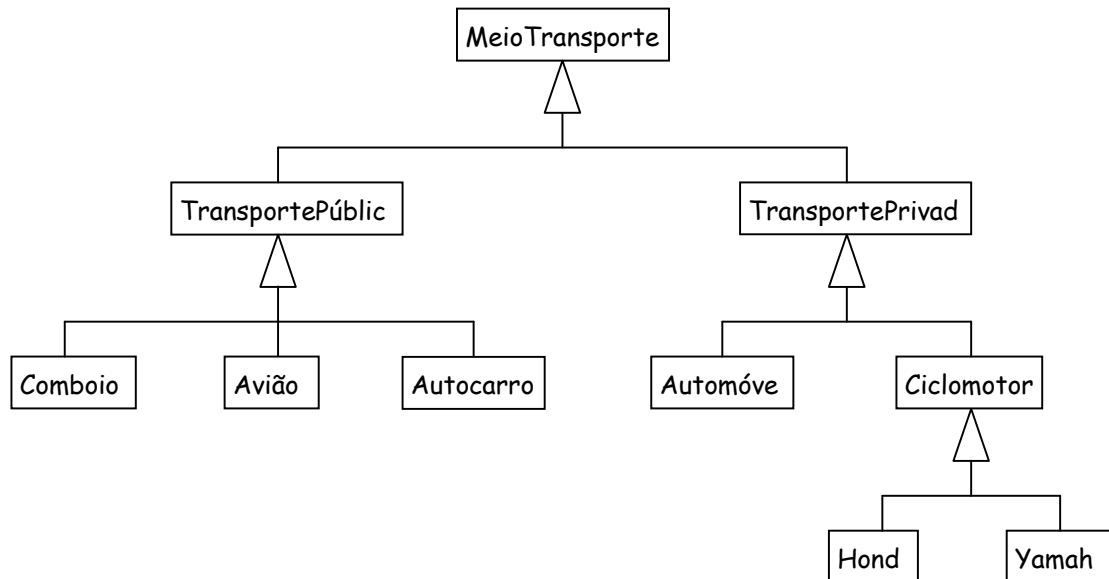 MeioTransporte
TransportePúblic
TransportePrivad
Comboio
Avião
Autocarro
Automóve
Ciclomotor
Hond
Yamah